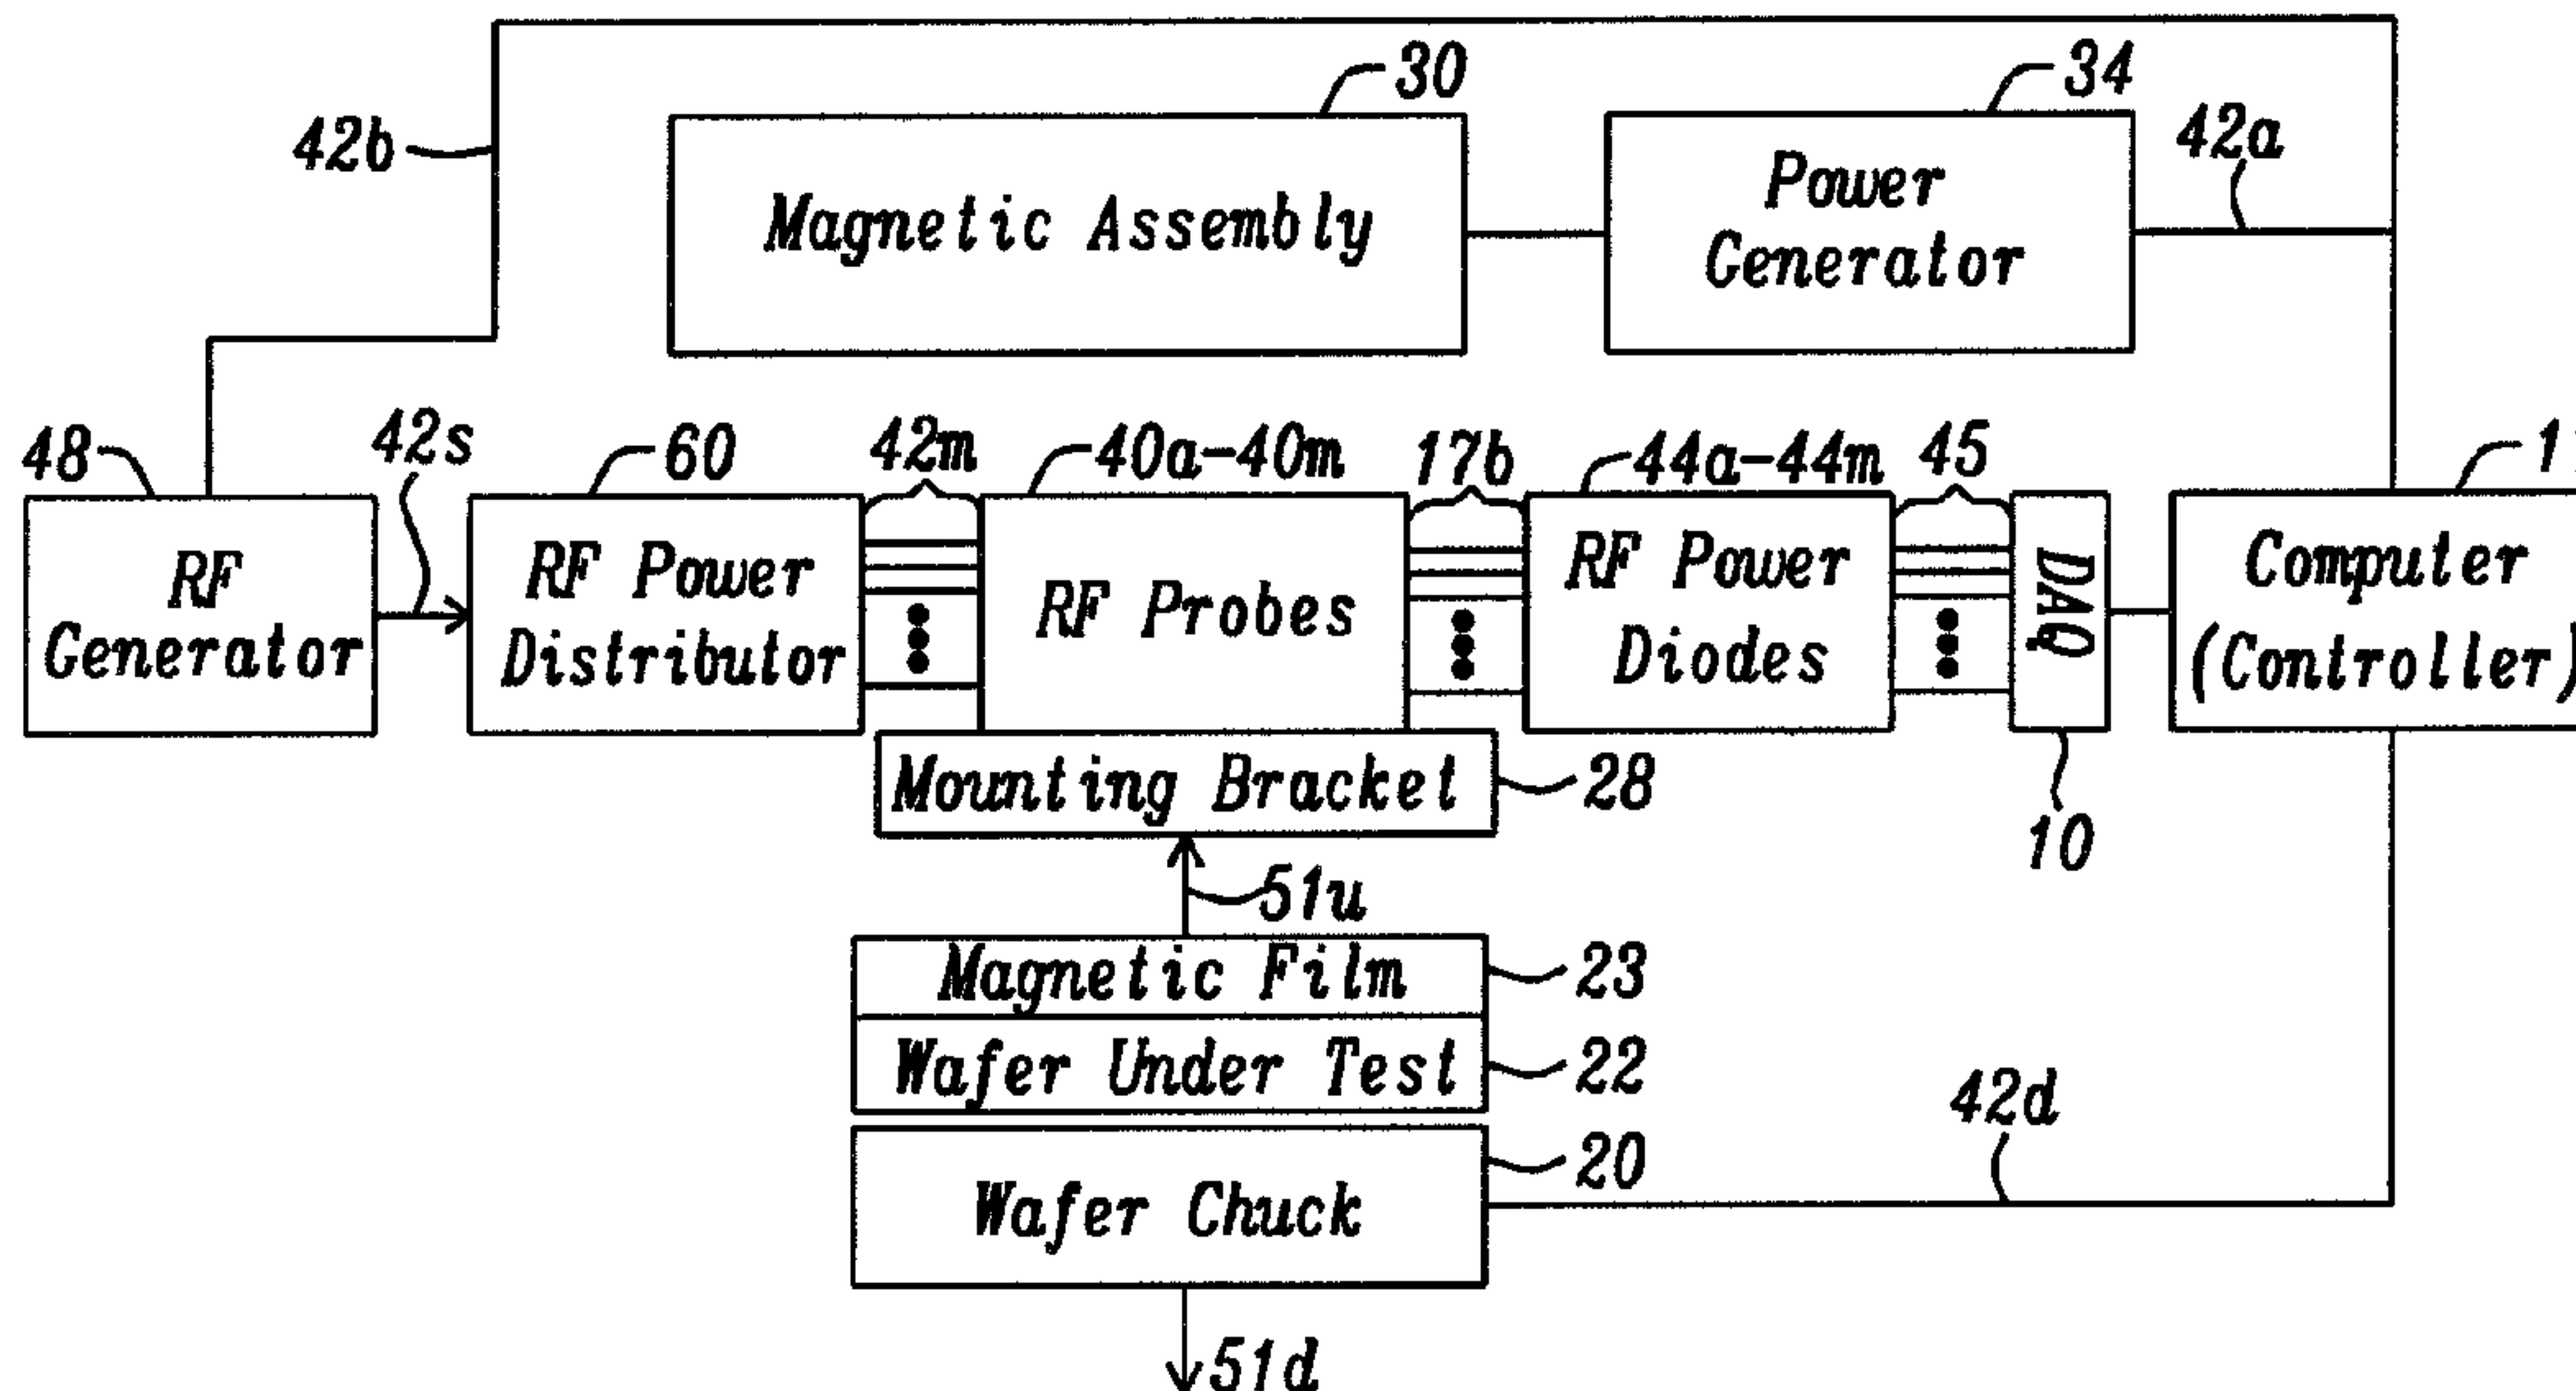 30
34
42b
42a
Magnetic Assembly
Power
Generator
48
42s
60
42m
40a-40m
17b
44a-44m
45
11
RF
Generator
RF Power
Distributor
RF Probes
RF Power
Diodes
DAQ
Computer
(Controller)
Mounting Bracket
28
10
51u
Magnetic Film
23
Wafer Under Test
22
42d
20
Wafer Chuck
51d